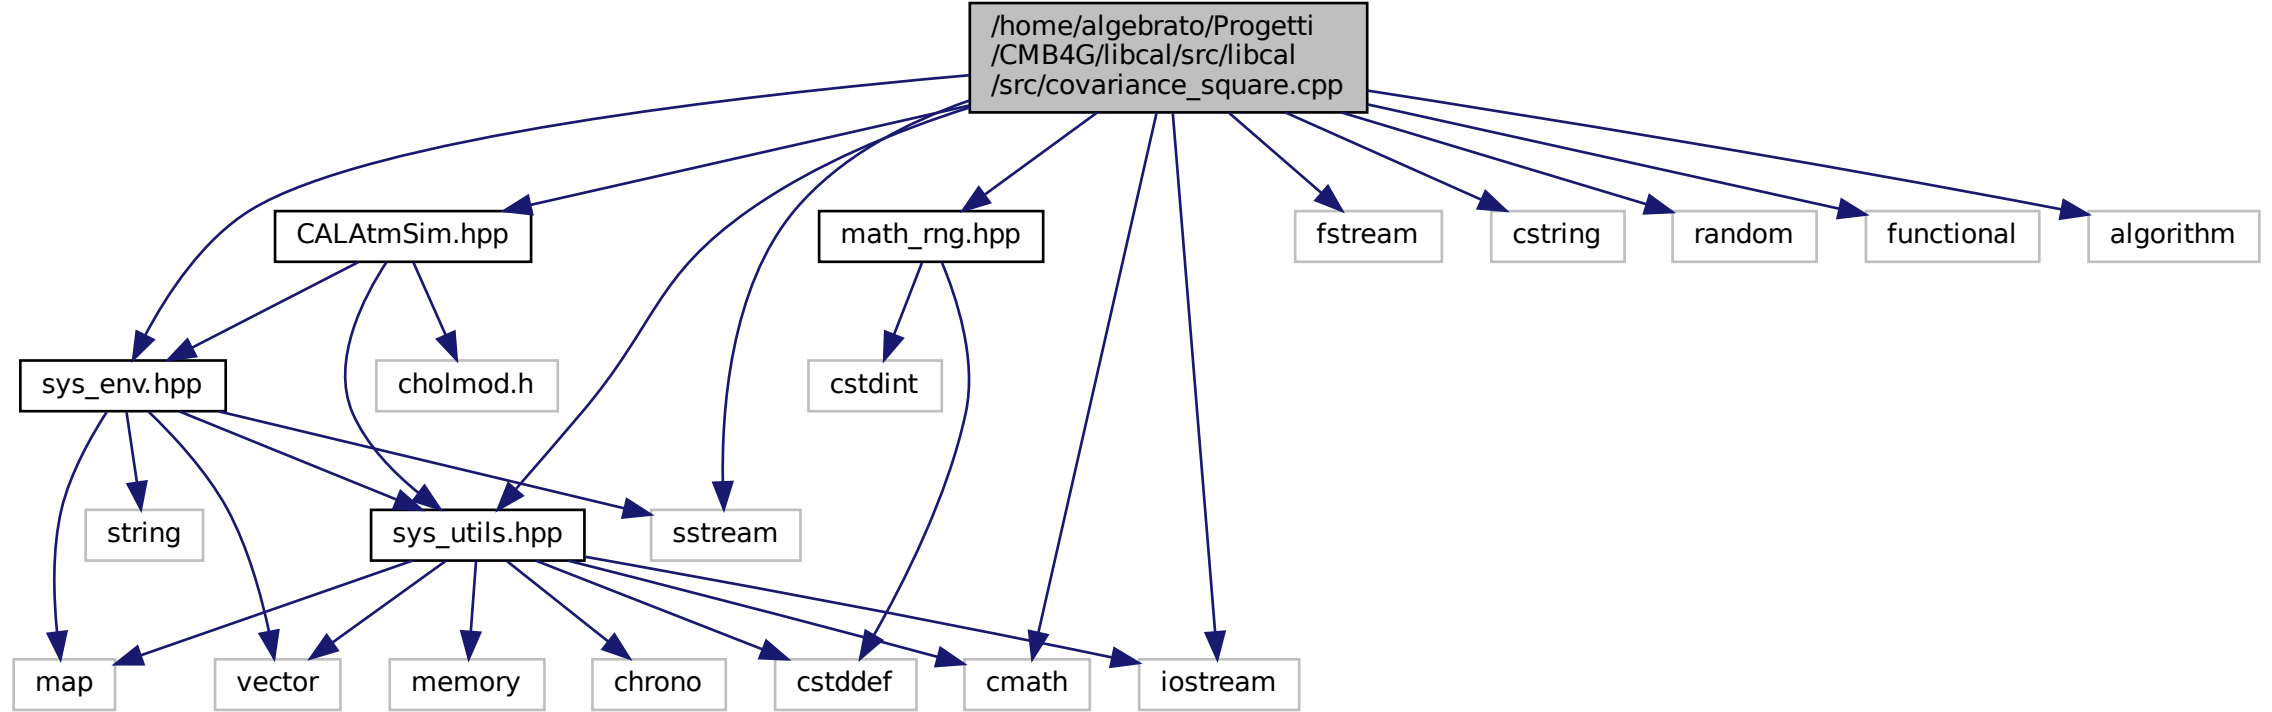 /home/algebrato/Progetti
/CMB4G/libcal/src/libcal
/src/covariance_square.cpp
CALAtmSim.hpp
math_rng.hpp
fstream
cstring
random
functional
algorithm
sys_env.hpp
cholmod.h
cstdint
string
sys_utils.hpp
sstream
map
vector
memory
chrono
cstddef
cmath
iostream